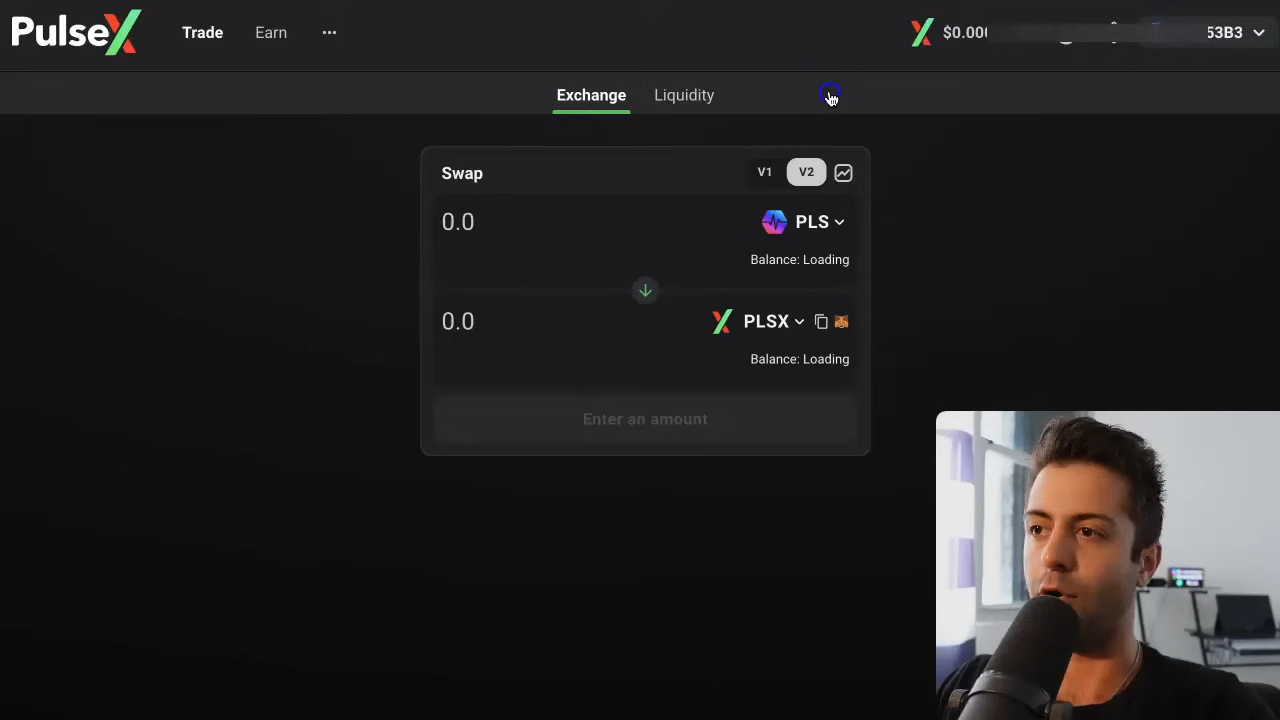 PulseX
Trade
Earn
$0.00
53B3
Exchange
Liquidity
Swap
V1
V2
0.0
PLS
Balance: Loading
0.0
PLSX
Balance: Loading
Enter an amount